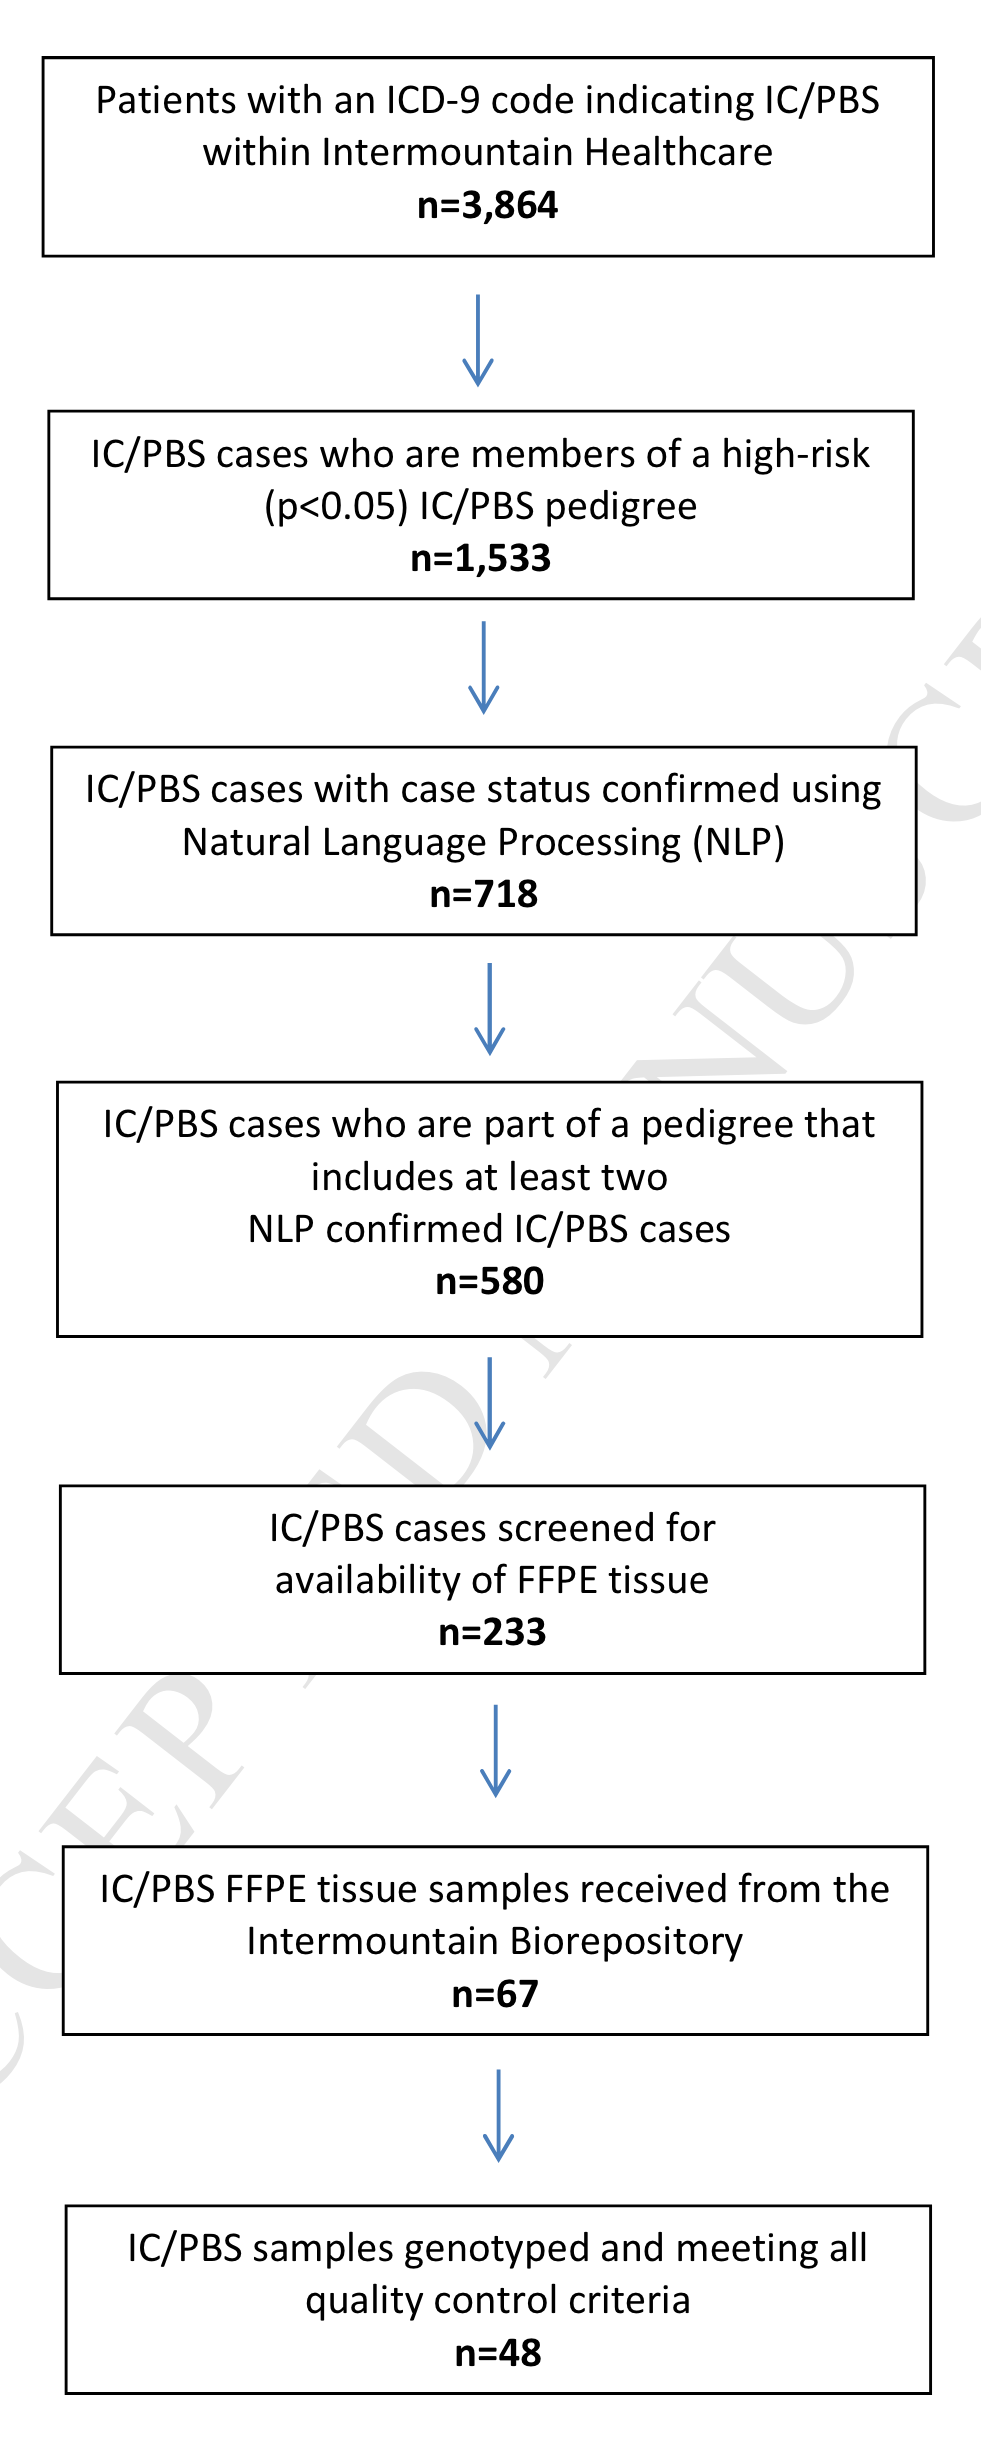 Patients with an ICD-9 code indicating IC/PBS
within Intermountain Healthcare
n=3,864
IC/PBS cases who are members of a high-risk
(p<0.05) IC/PBS pedigree
n=1,533
IC/PBS cases with case status confirmed using
Natural Language Processing (NLP)
n=718
IC/PBS cases who are part of a pedigree that
includes at least two
NLP confirmed IC/PBS cases
n=580
IC/PBS cases screened for
availability of FFPE tissue
n=233
IC/PBS FFPE tissue samples received from the
Intermountain Biorepository
n=67
IC/PBS samples genotyped and meeting all
quality control criteria
n=48